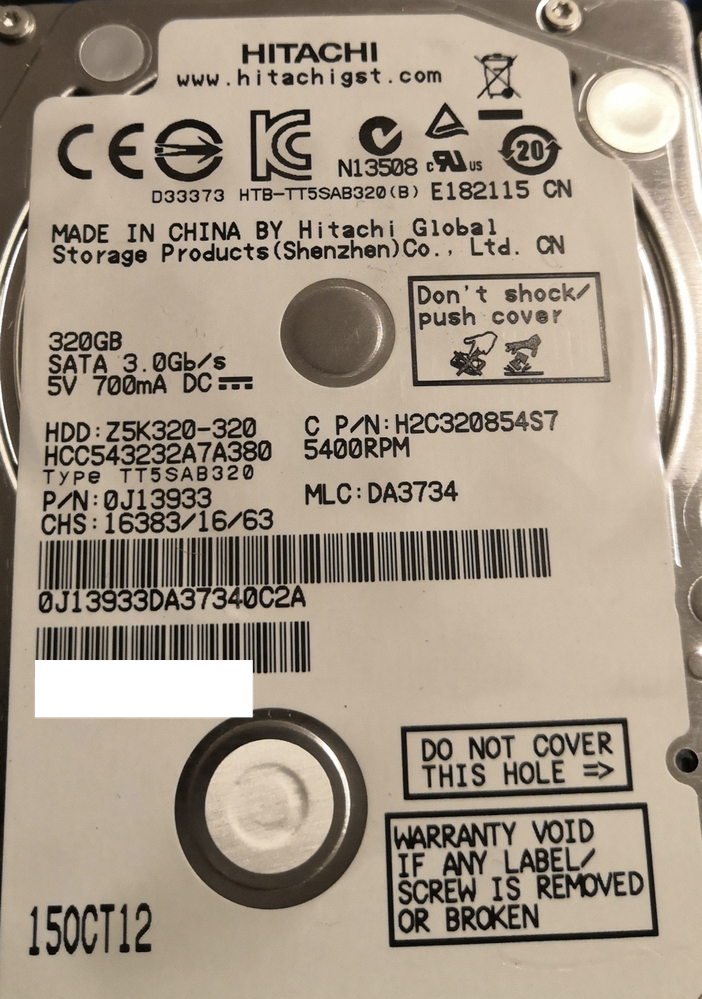 HITACHI
www.hitachigst.com
N13508 c RU US 20
D33373 HTB-TT5SAB320(B) E182115 CN
MADE IN CHINA BY Hitachi Global
Storage Products(Shenzhen)Co., Ltd. CN
Don't shock/
push cover
320GB
SATA 3.0Gb/s
5V 700mA DC
HDD:Z5K320-320 C P/N:H2C320854S7
HCC543232A7A380 5400RPM
Type TT5SAB320
P/N:0J13933 MLC:DA3734
CHS:16383/16/63
0J13933DA37340C2A
DO NOT COVER
THIS HOLE =>
WARRANTY VOID
IF ANY LABEL/
SCREW IS REMOVED
OR BROKEN
15OCT12